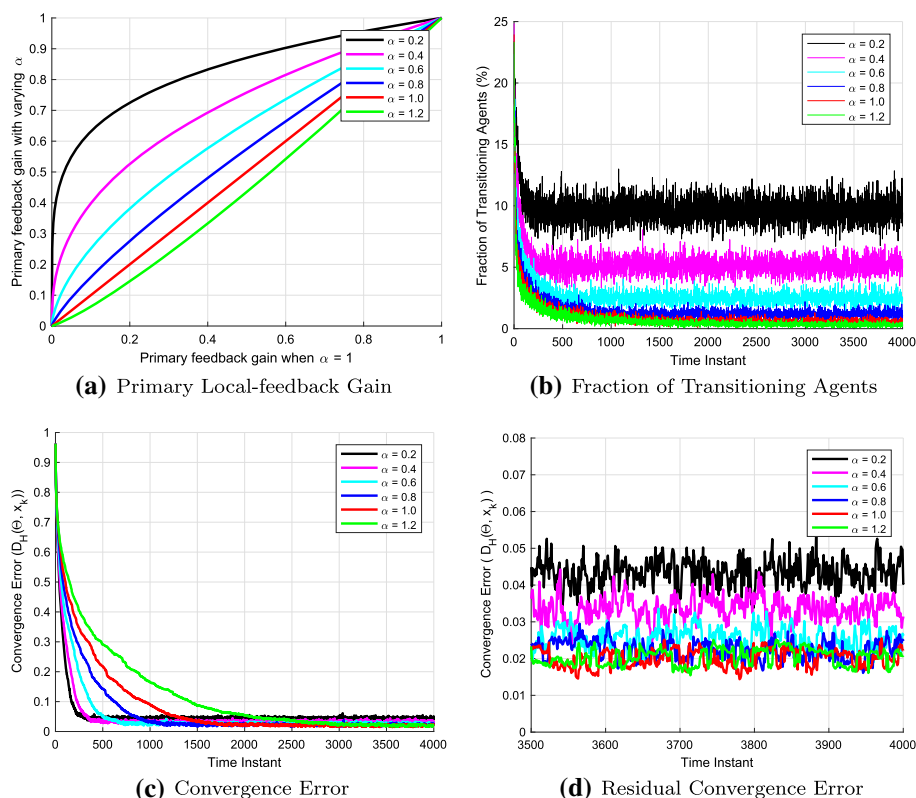 1
0.9
0.8
0.7
0.6
0.5
0.4
0.3
0.2
0.1
0
0
0.2
0.4
0.6
0.8
1
Primary feedback gain with varying α
Primary feedback gain when α = 1
α = 0.2
α = 0.4
α = 0.6
α = 0.8
α = 1.0
α = 1.2
(a) Primary Local-feedback Gain
25
20
15
10
5
0
0
500
1000
1500
2000
2500
3000
3500
4000
Fraction of Transitioning Agents (%)
Time Instant
α = 0.2
α = 0.4
α = 0.6
α = 0.8
α = 1.0
α = 1.2
(b) Fraction of Transitioning Agents
1
0.9
0.8
0.7
0.6
0.5
0.4
0.3
0.2
0.1
0
0
500
1000
1500
2000
2500
3000
3500
4000
Convergence Error (D_H(Θ, x_k))
Time Instant
α = 0.2
α = 0.4
α = 0.6
α = 0.8
α = 1.0
α = 1.2
(c) Convergence Error
0.08
0.07
0.06
0.05
0.04
0.03
0.02
0.01
0.00
3500
3600
3700
3800
3900
4000
Convergence Error ( D_H(Θ, x_k) )
Time Instant
α = 0.2
α = 0.4
α = 0.6
α = 0.8
α = 1.0
α = 1.2
(d) Residual Convergence Error